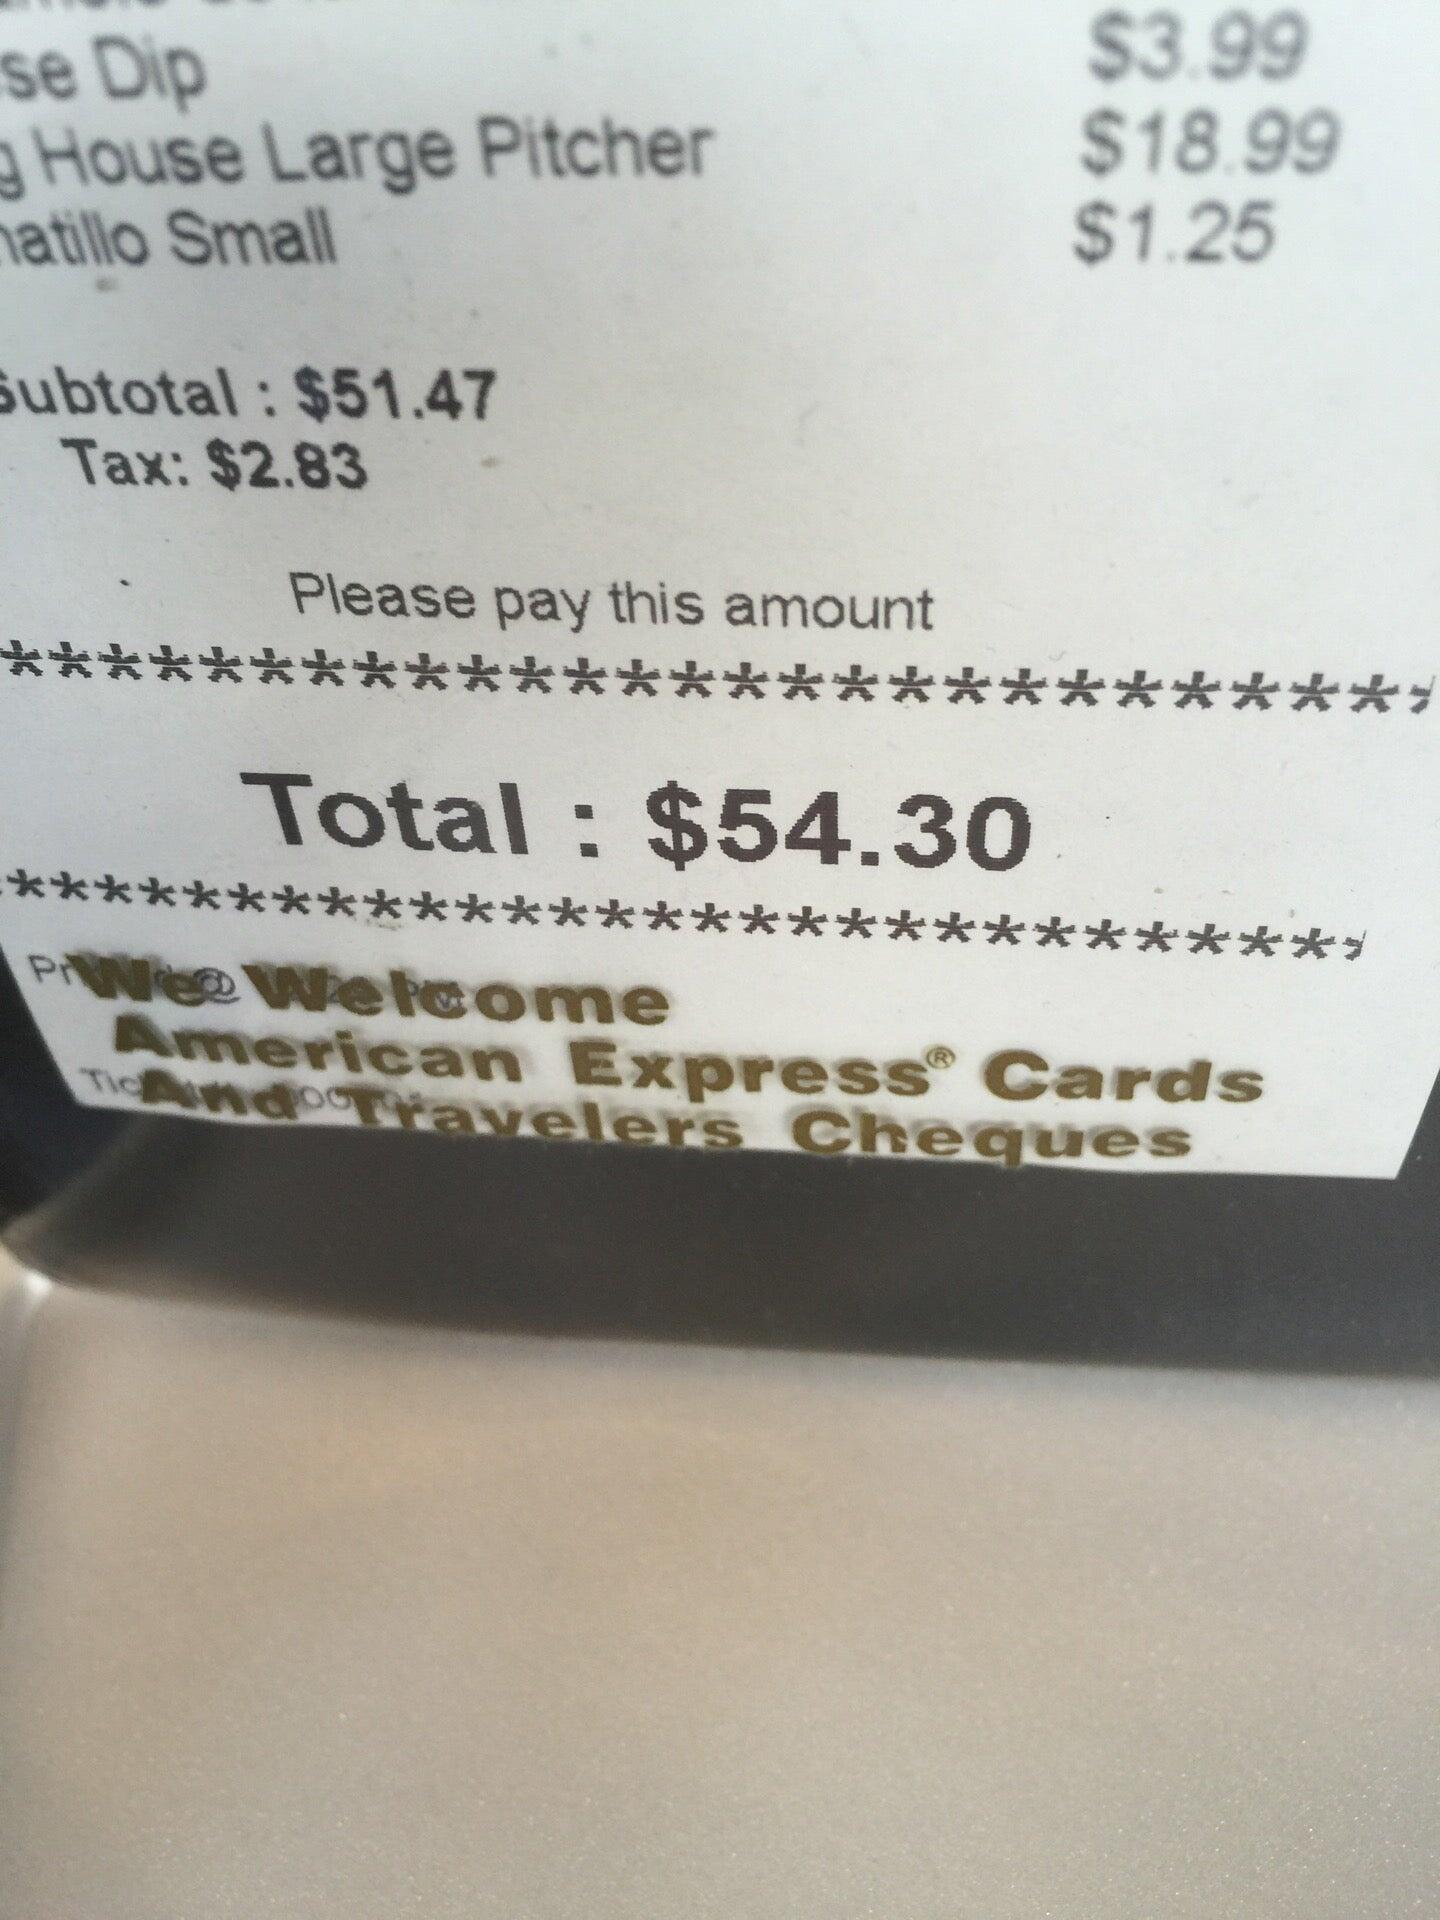 se Dip $3.99
g House Large Pitcher $18.99
matillo Small $1.25
Subtotal : $51.47
Tax: $2.83
Please pay this amount
****************************
Total : $54.30
*****************************
We Welcome
American Express® Cards
And Travelers Cheques